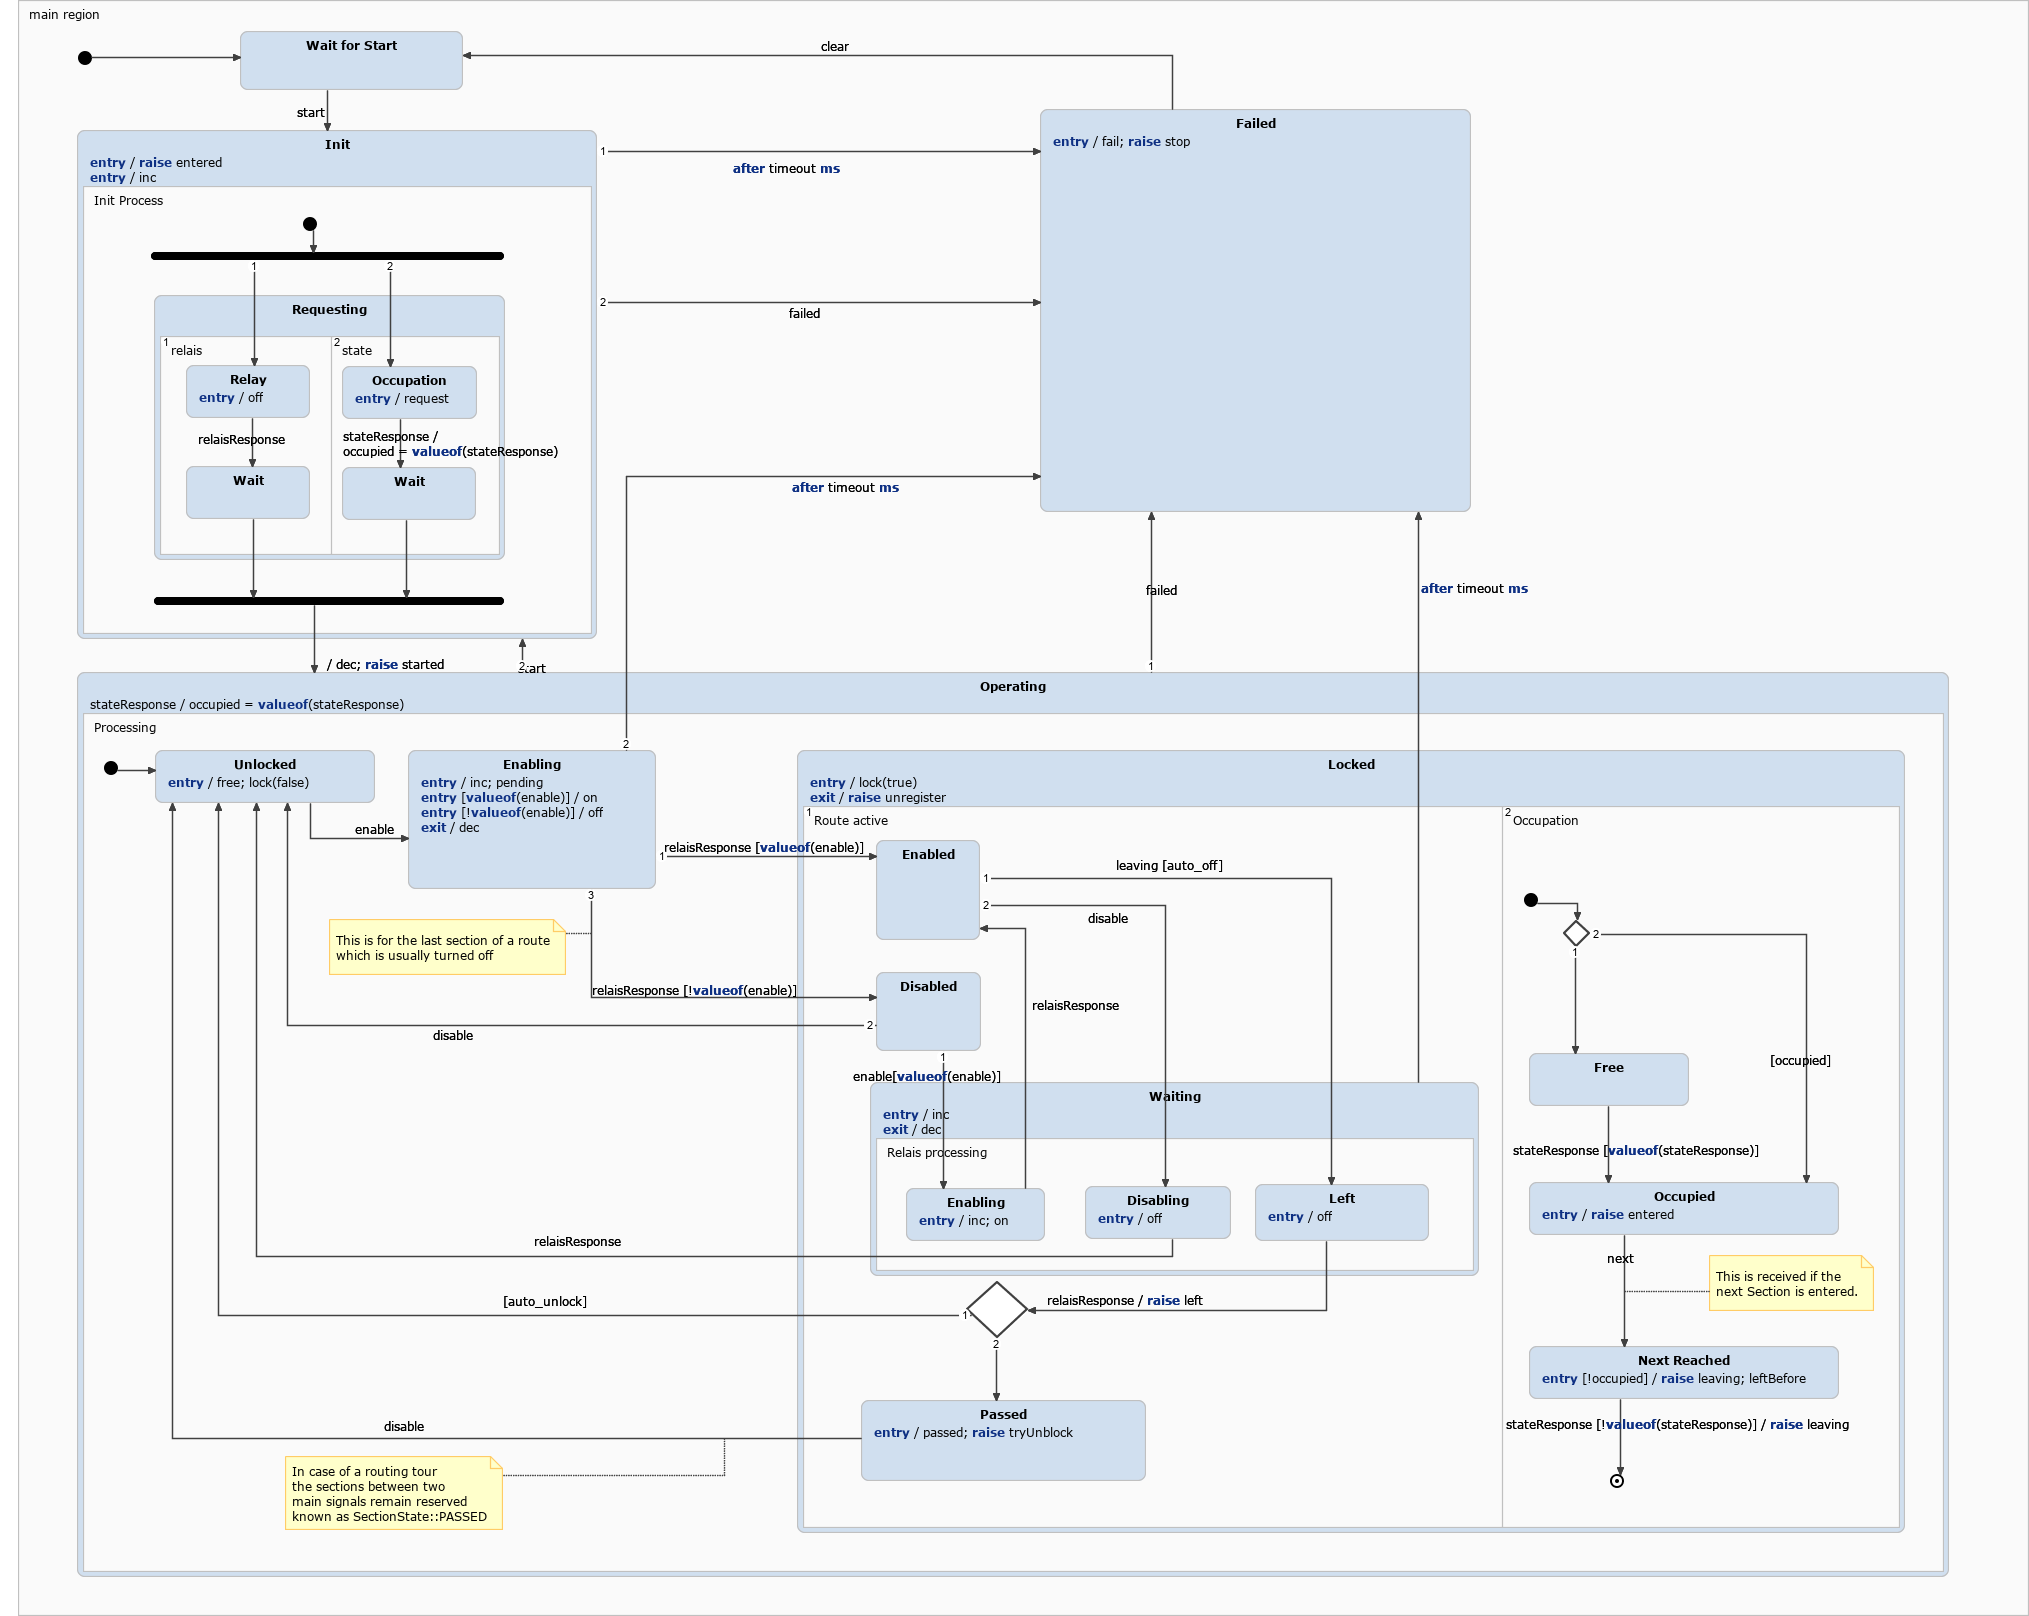 main region
Wait for Start
clear
start
Failed
entry / fail; raise stop
Init
entry / raise entered
entry / inc
1
after timeout ms
Init Process
1
2
2
failed
Requesting
1
relais
2
state
Relay
entry / off
Occupation
entry / request
relaisResponse
stateResponse /
occupied = valueof(stateResponse)
Wait
Wait
after timeout ms
failed
after timeout ms
/ dec; raise started
2
1
Operating
stateResponse / occupied = valueof(stateResponse)
Processing
2
Unlocked
entry / free; lock(false)
Enabling
entry / inc; pending
entry [valueof(enable)] / on
entry [!valueof(enable)] / off
exit / dec
enable
Locked
entry / lock(true)
exit / raise unregister
1
Route active
2
Occupation
1
relaisResponse [valueof(enable)]
Enabled
1
leaving [auto_off]
2
disable
3
This is for the last section of a route
which is usually turned off
relaisResponse [!valueof(enable)]
Disabled
2
disable
1
enable[valueof(enable)]
relaisResponse
2
1
[occupied]
Free
Waiting
entry / inc
exit / dec
Relais processing
stateResponse [valueof(stateResponse)]
Enabling
entry / inc; on
Disabling
entry / off
Left
entry / off
Occupied
entry / raise entered
relaisResponse
next
This is received if the
next Section is entered.
[auto_unlock]
1
relaisResponse / raise left
2
Next Reached
entry [!occupied] / raise leaving; leftBefore
Passed
entry / passed; raise tryUnblock
disable
stateResponse [!valueof(stateResponse)] / raise leaving
In case of a routing tour
the sections between two
main signals remain reserved
known as SectionState::PASSED